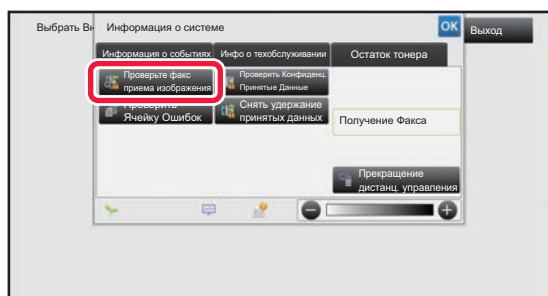 Выбрать Вн
Информация о системе
OK
Выход
Информация о событиях
Инфо о техобслуживании
Остаток тонера
Проверьте факс
приема изображения
Проверить Конфиденц.
Принятые Данные
Проверить
Ячейку Ошибок
Снять удержание
принятых данных
Получение Факса
Прекращение
дистанц. управления